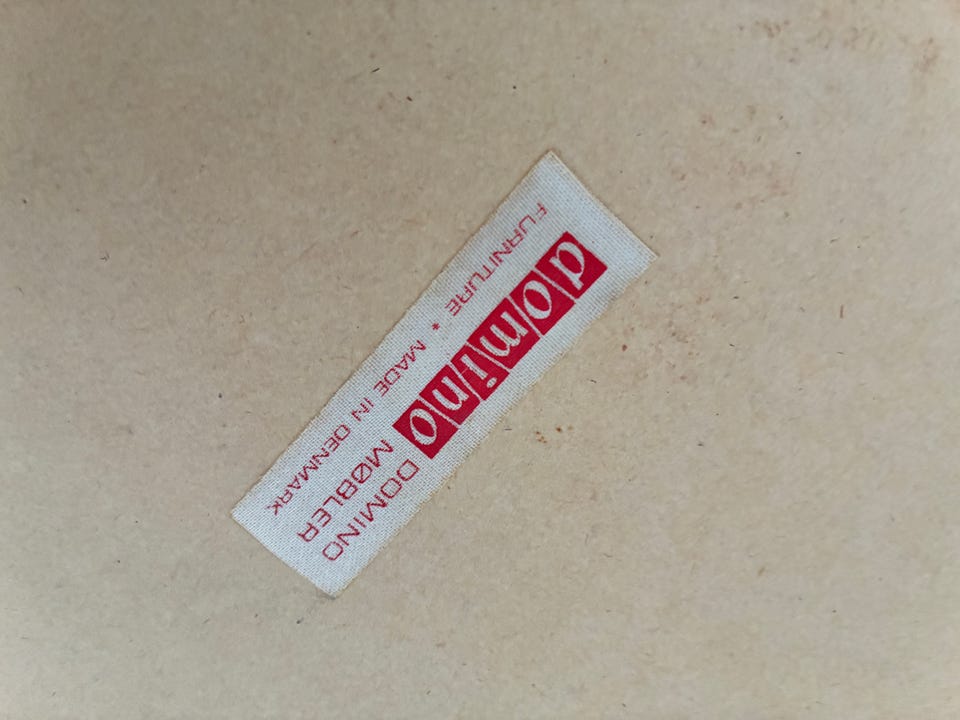 domino DOMINO
MØBLER
FURNITURE * MADE IN DENMARK